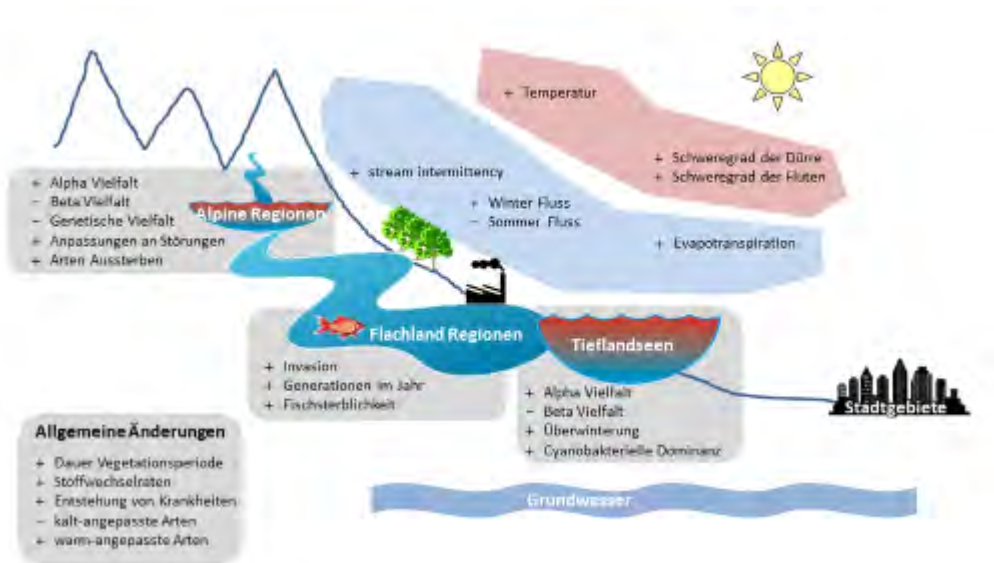 + Temperatur
+ Schweregrad der Dürre
+ Schweregrad der Fluten
+ stream intermittency
+ Winter Fluss
− Sommer Fluss
+ Evapotranspiration
+ Alpha Vielfalt
− Beta Vielfalt
− Genetische Vielfalt
+ Anpassungen an Störungen
+ Arten Aussterben
Alpine Regionen
Flachland Regionen
+ Invasion
+ Generationen im Jahr
+ Fischsterblichkeit
Tieflandseen
+ Alpha Vielfalt
− Beta Vielfalt
+ Überwinterung
+ Cyanobakterielle Dominanz
Stadtgebiete
Allgemeine Änderungen
+ Dauer Vegetationsperiode
+ Stoffwechselraten
+ Entstehung von Krankheiten
− kalt-angepasste Arten
+ warm-angepasste Arten
Grundwesser